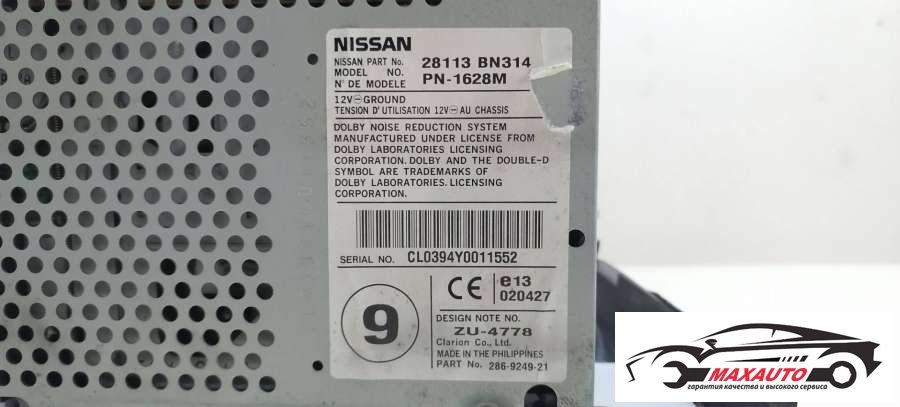 NISSAN
NISSAN PART No. 28113 BN314
MODEL NO.
N° DE MODELE PN-1628M
12V⊖GROUND
TENSION D'UTILISATION 12V⊖AU CHASSIS
DOLBY NOISE REDUCTION SYSTEM
MANUFACTURED UNDER LICENSE FROM
DOLBY LABORATORIES LICENSING
CORPORATION. DOLBY AND THE DOUBLE-D
SYMBOL ARE TRADEMARKS OF
DOLBY LABORATORIES. LICENSING
CORPORATION.
SERIAL NO. CL0394Y0011552
9
CE
e13
020427
DESIGN NOTE NO.
ZU-4778
Clarion Co., Ltd.
MADE IN THE PHILIPPINES
PART No. 286-9249-21
MAXAUTO
гарантия качества и высокого сервиса